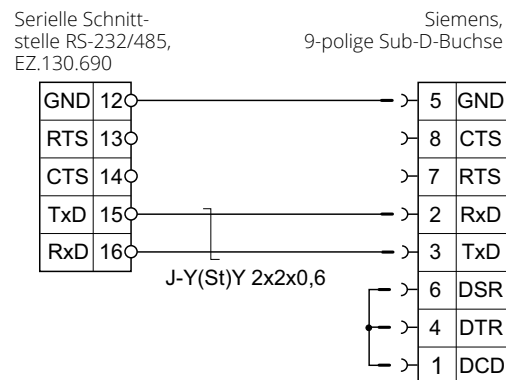 Serielle Schnitt-
stelle RS-232/485,
EZ.130.690
Siemens,
9-polige Sub-D-Buchse
GND 12
RTS 13
CTS 14
TxD 15
RxD 16
J-Y(St)Y 2x2x0,6
5 GND
8 CTS
7 RTS
2 RxD
3 TxD
6 DSR
4 DTR
1 DCD